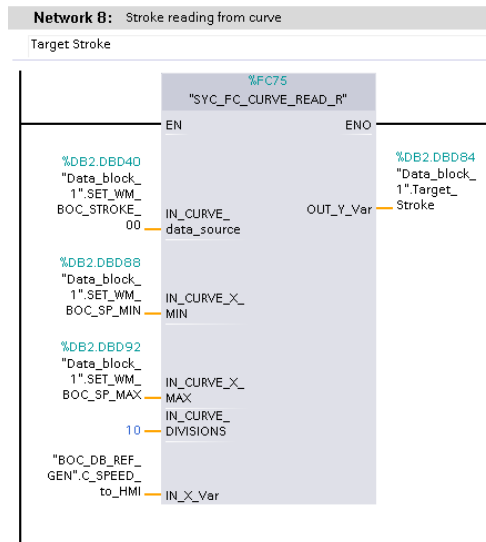 Network 8: Stroke reading from curve
Target Stroke
%FC75
"SYC_FC_CURVE_READ_R"
EN
ENO
%DB2.DBD40
"Data_block_
1".SET_WM_
BOC_STROKE_
00
IN_CURVE_
data_source
OUT_Y_Var
%DB2.DBD84
"Data_block_
1".Target_
Stroke
%DB2.DBD88
"Data_block_
1".SET_WM_
BOC_SP_MIN
IN_CURVE_X_
MIN
%DB2.DBD92
"Data_block_
1".SET_WM_
BOC_SP_MAX
IN_CURVE_X_
MAX
10
IN_CURVE_
DIVISIONS
"BOC_DB_REF_
GEN".C_SPEED_
to_HMI
IN_X_Var